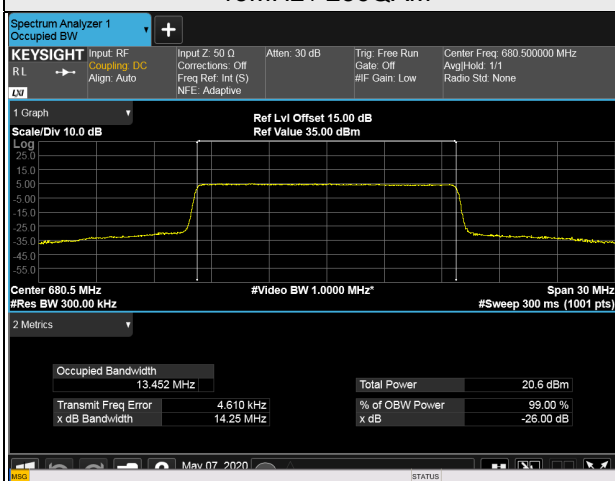 Spectrum Analyzer 1
Occupied BW
KEYSIGHT
RL
LXI
Input: RF
Coupling: DC
Align: Auto
Input Z: 50 Ω
Corrections: Off
Freq Ref: Int (S)
NFE: Adaptive
Atten: 30 dB
Trig: Free Run
Gate: Off
#IF Gain: Low
Center Freq: 680.500000 MHz
Avg|Hold: 1/1
Radio Std: None
1 Graph
Scale/Div 10.0 dB
Ref Lvl Offset 15.00 dB
Ref Value 35.00 dBm
Log
25.0
15.0
5.00
-5.00
-15.0
-25.0
-35.0
-45.0
-55.0
Center 680.5 MHz
#Res BW 300.00 kHz
#Video BW 1.0000 MHz*
Span 30 MHz
#Sweep 300 ms (1001 pts)
2 Metrics
Occupied Bandwidth
13.452 MHz
Transmit Freq Error 4.610 kHz
x dB Bandwidth 14.25 MHz
Total Power 20.6 dBm
% of OBW Power 99.00 %
x dB -26.00 dB
May 07, 2020
MSG
STATUS